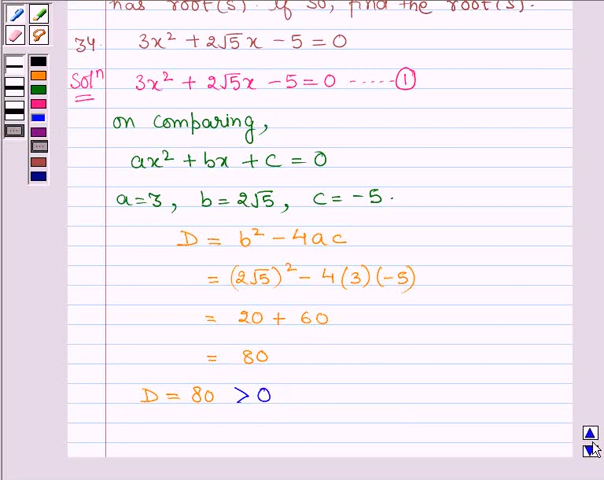 has root(s). If so, find the root(s).
34. 3x² + 2√5x - 5 = 0
Solⁿ 3x² + 2√5x - 5 = 0 ----- ①
on comparing,
ax² + bx + c = 0
a=3, b = 2√5, c = -5.
D = b² - 4ac
= (2√5)² - 4(3)(-5)
= 20 + 60
= 80
D = 80 > 0